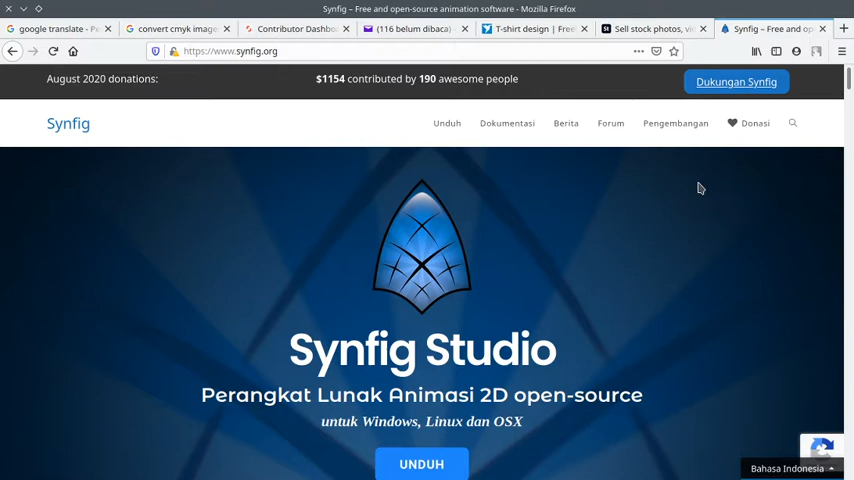 Synfig – Free and open-source animation software - Mozilla Firefox
google translate - Pe
convert cmyk image
Contributor Dashbo
(116 belum dibaca) -
T-shirt design | Free
Sell stock photos, vid
Synfig – Free and op
https://www.synfig.org
August 2020 donations:
$1154 contributed by 190 awesome people
Dukungan Synfig
Synfig
Unduh
Dokumentasi
Berita
Forum
Pengembangan
Donasi
Synfig Studio
Perangkat Lunak Animasi 2D open-source
untuk Windows, Linux dan OSX
UNDUH
Bahasa Indonesia